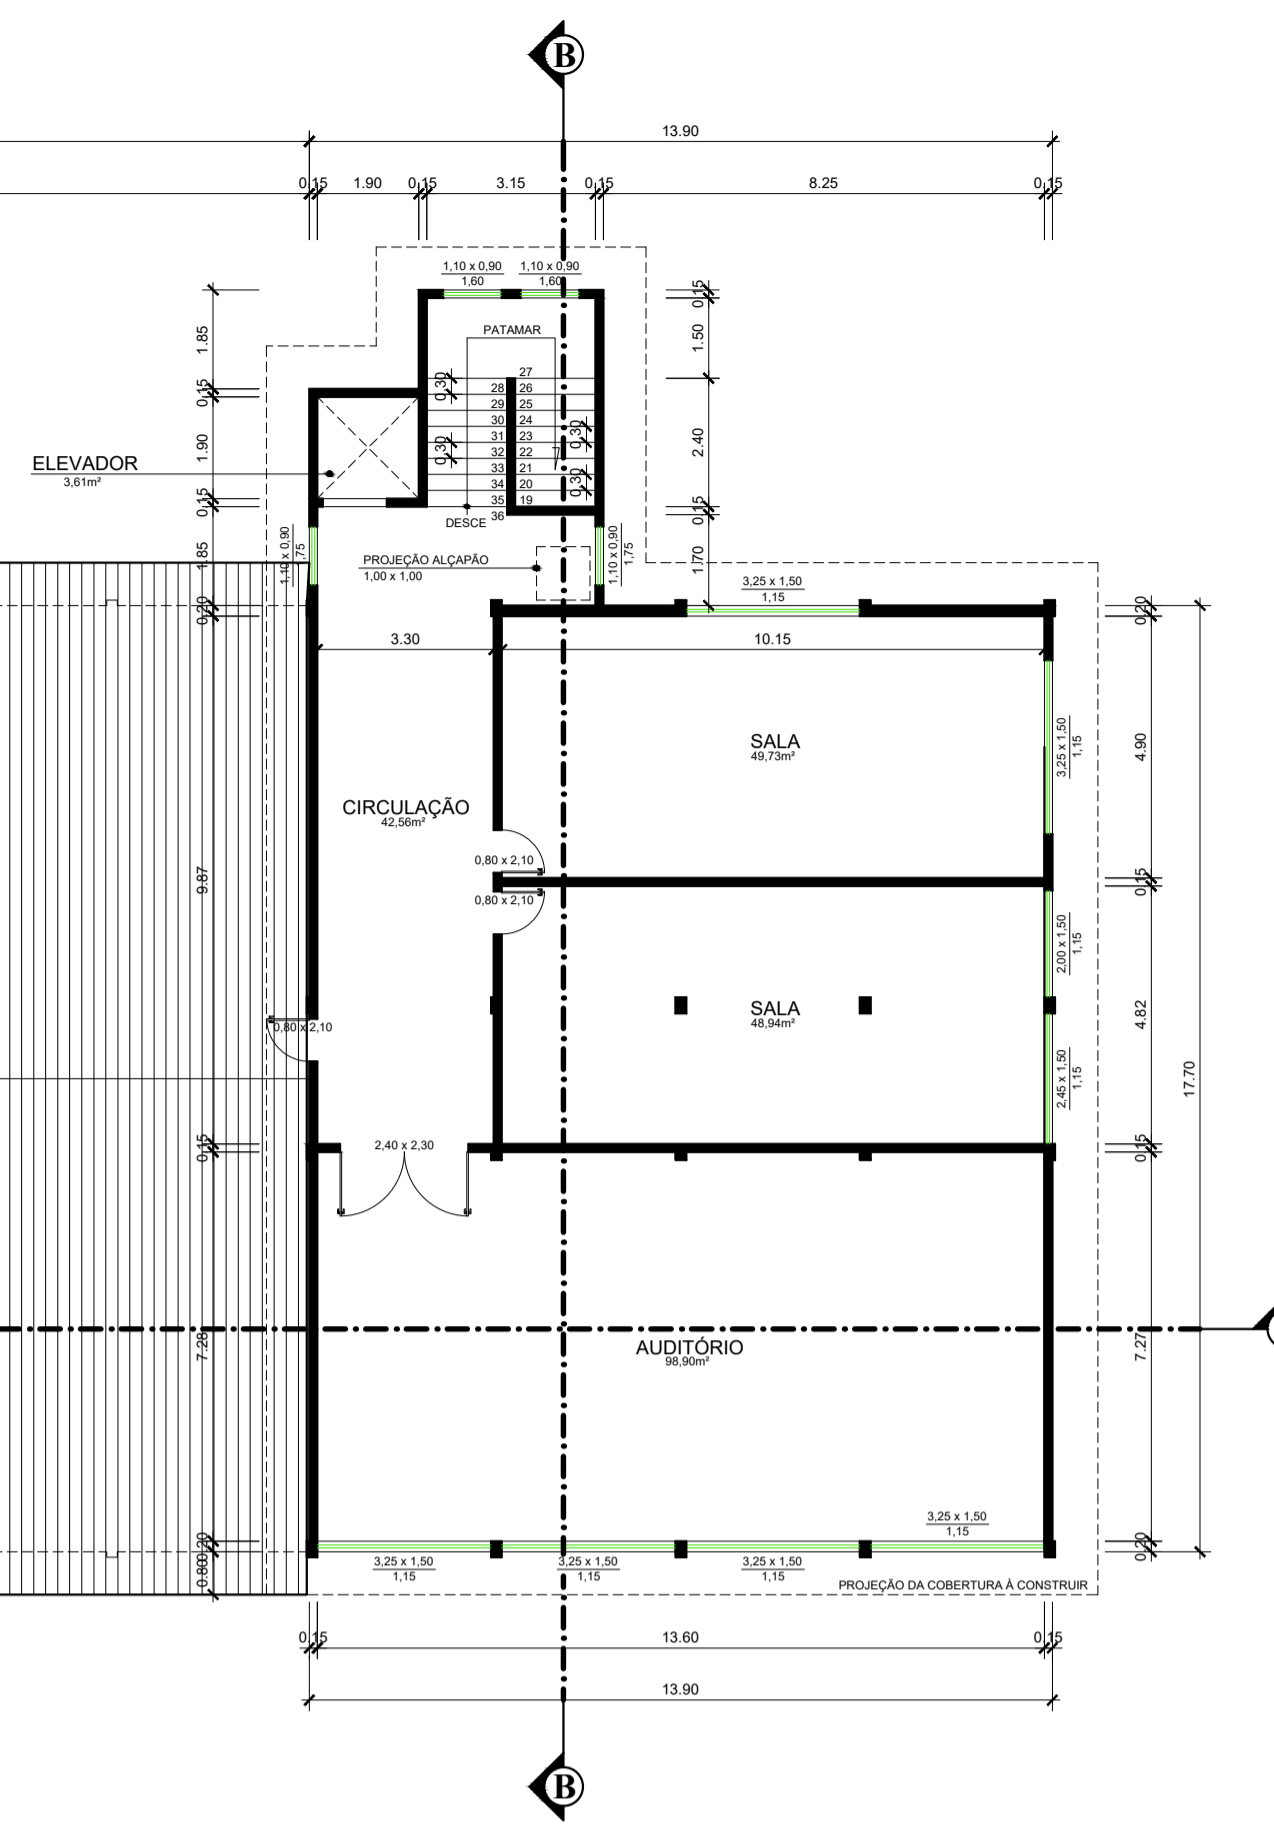 B
13.90
0.15 1.90 0.15 3.15 0.15 8.25 0.15
1,10 x 0,90 1,10 x 0,90
1,60 1,60
0.15
1.50
1.85
PATAMAR
27
0,30 28 26
0.15
29 25
30 24
31 23 0,30
2.40
1.90
0,30 32 22
ELEVADOR
3,61m²
33 21
34 20 0,30
35 19
0.15
36
0.15
DESCE
1,10 x 0,90
1,75
1.85
PROJEÇÃO ALÇAPÃO
1,00 x 1,00
1,10 x 0,90
1,75
1.70
3,25 x 1,50
1,15
0.20
0.20
3.30 10.15
SALA
49,73m²
3,25 x 1,50
1,15
4.90
CIRCULAÇÃO
42,56m²
0,80 x 2,10
9.87
0.15
0,80 x 2,10
2,00 x 1,50
1,15
SALA
48,94m²
4.82
0,80 x 2,10
2,45 x 1,50
1,15
17.70
0.15
2,40 x 2,30
0.15
7.28
AUDITÓRIO
98,90m²
7.27
3,25 x 1,50
1,15
0.20
0.20
3,25 x 1,50 3,25 x 1,50 3,25 x 1,50
1,15 1,15 1,15
0.80
PROJEÇÃO DA COBERTURA À CONSTRUIR
0.15 13.60 0.15
13.90
B